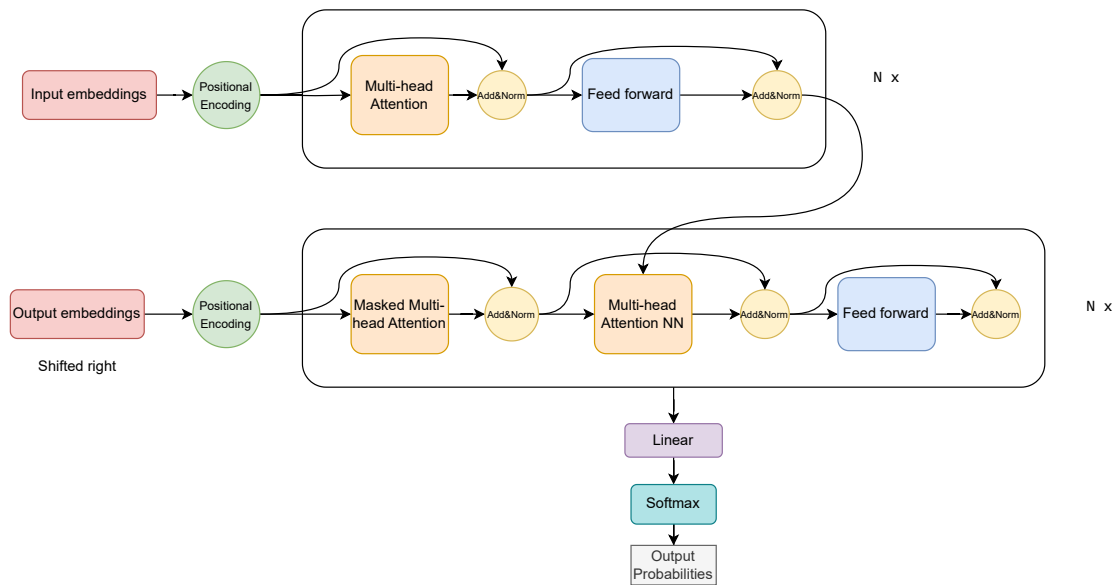 Input embeddings
Positional
Encoding
Multi-head
Attention
Add&Norm
Feed forward
Add&Norm
N x
Output embeddings
Shifted right
Positional
Encoding
Masked Multi-
head Attention
Add&Norm
Multi-head
Attention NN
Add&Norm
Feed forward
Add&Norm
N x
Linear
Softmax
Output
Probabilities